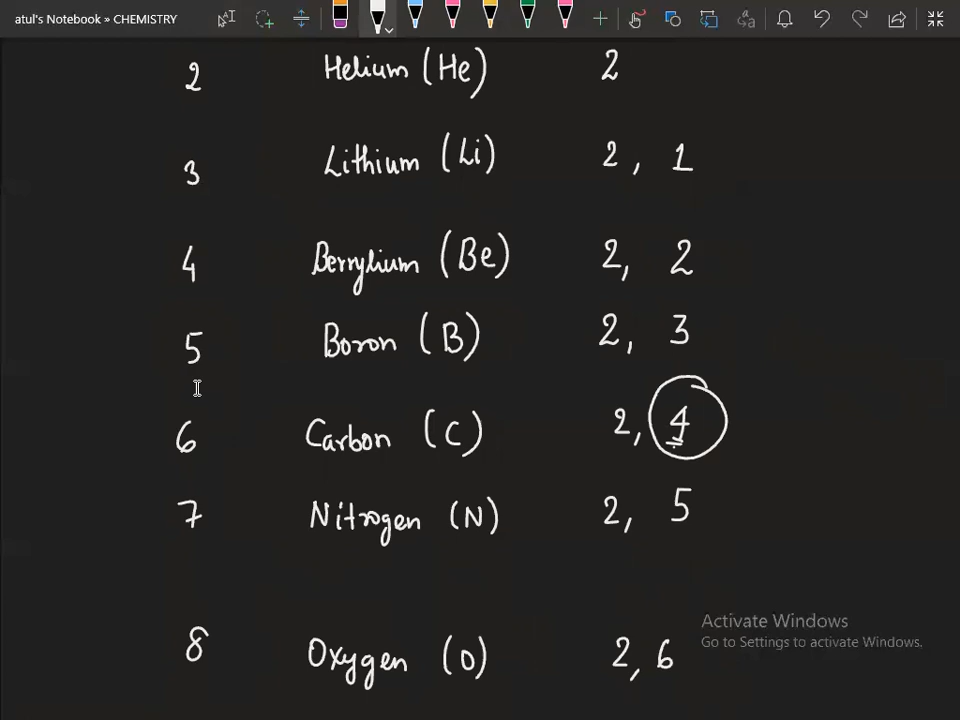 atul's Notebook » CHEMISTRY
2 Helium (He) 2
3 Lithium (Li) 2, 1
4 Berrylium (Be) 2, 2
5 Boron (B) 2, 3
6 Carbon (C) 2, 4
7 Nitrogen (N) 2, 5
8 Oxygen (O) 2, 6
Activate Windows
Go to Settings to activate Windows.